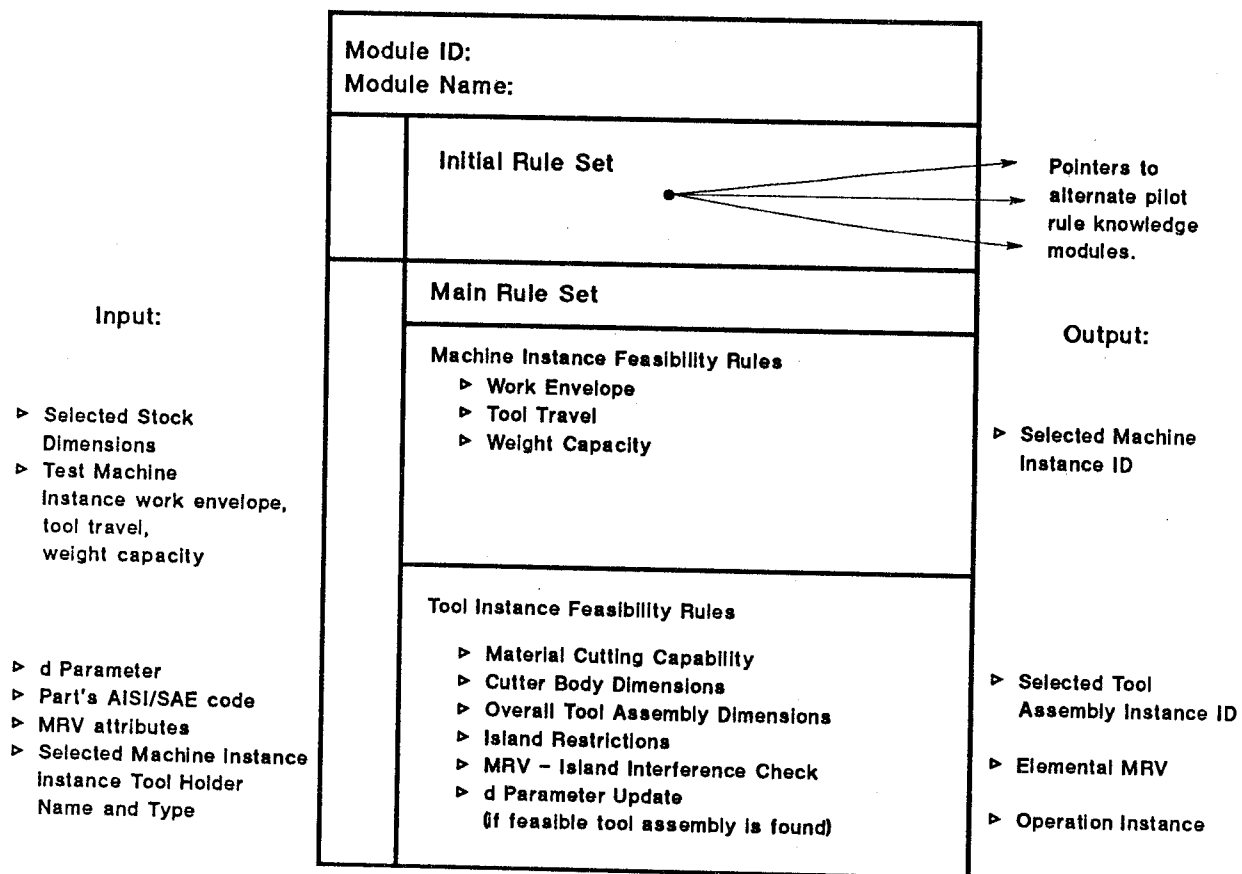 Module ID:
Module Name:
Initial Rule Set
Pointers to
alternate pilot
rule knowledge
modules.
Main Rule Set
Input:
Output:
Machine Instance Feasibility Rules
▷ Work Envelope
▷ Tool Travel
▷ Weight Capacity
▷ Selected Stock
Dimensions
▷ Test Machine
Instance work envelope,
tool travel,
weight capacity
▷ Selected Machine
Instance ID
Tool Instance Feasibility Rules
▷ Material Cutting Capability
▷ Cutter Body Dimensions
▷ Overall Tool Assembly Dimensions
▷ Island Restrictions
▷ MRV – Island Interference Check
▷ d Parameter Update
(if feasible tool assembly is found)
▷ d Parameter
▷ Part's AISI/SAE code
▷ MRV attributes
▷ Selected Machine Instance
Instance Tool Holder
Name and Type
▷ Selected Tool
Assembly Instance ID
▷ Elemental MRV
▷ Operation Instance